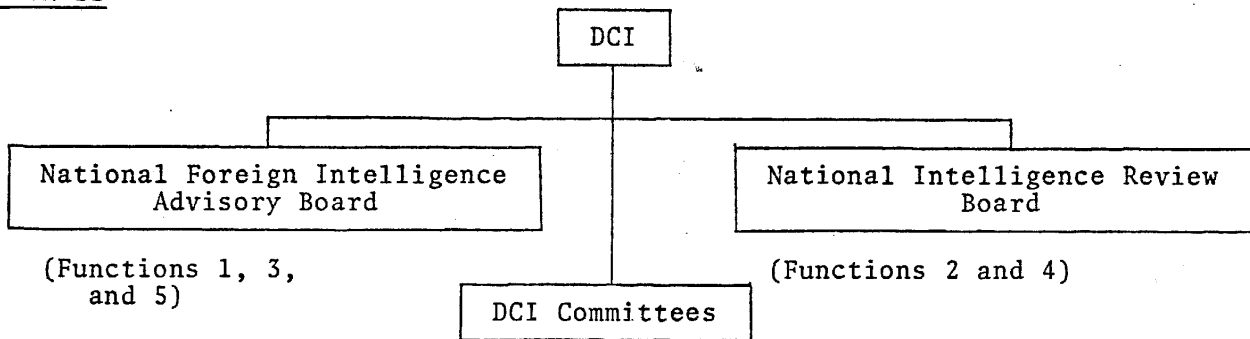 DCI
National Foreign Intelligence
Advisory Board
National Intelligence Review
Board
(Functions 1, 3,
and 5)
(Functions 2 and 4)
DCI Committees